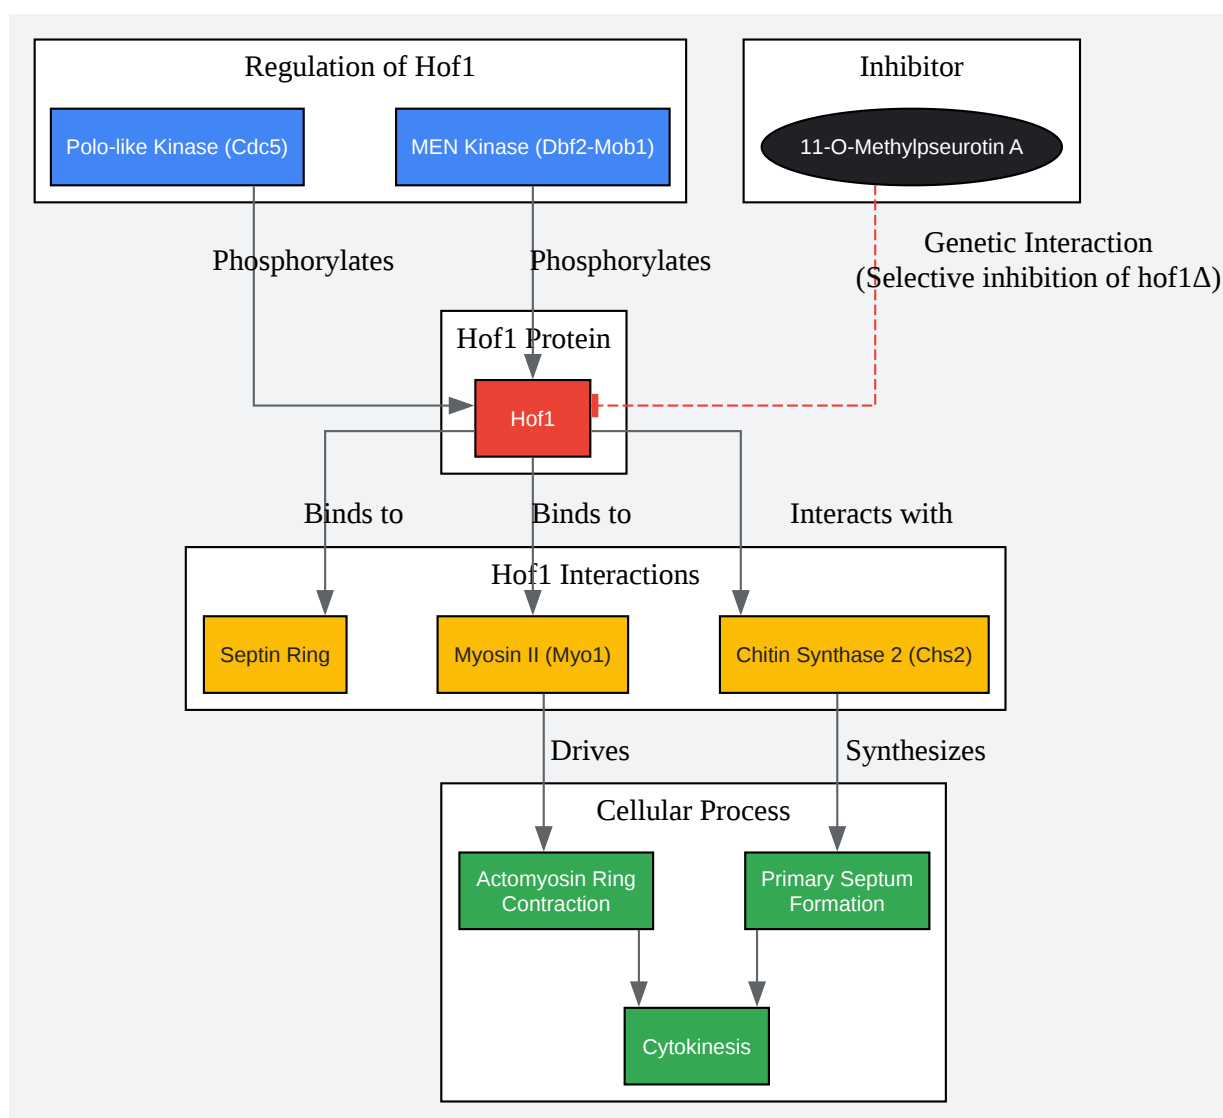 Regulation of Hof1
Inhibitor
Polo-like Kinase (Cdc5)
MEN Kinase (Dbf2-Mob1)
11-O-Methylpseurotin A
Phosphorylates
Phosphorylates
Genetic Interaction
(Selective inhibition of hof1Δ)
Hof1 Protein
Hof1
Binds to
Binds to
Interacts with
Hof1 Interactions
Septin Ring
Myosin II (Myo1)
Chitin Synthase 2 (Chs2)
Drives
Synthesizes
Cellular Process
Actomyosin Ring
Contraction
Primary Septum
Formation
Cytokinesis